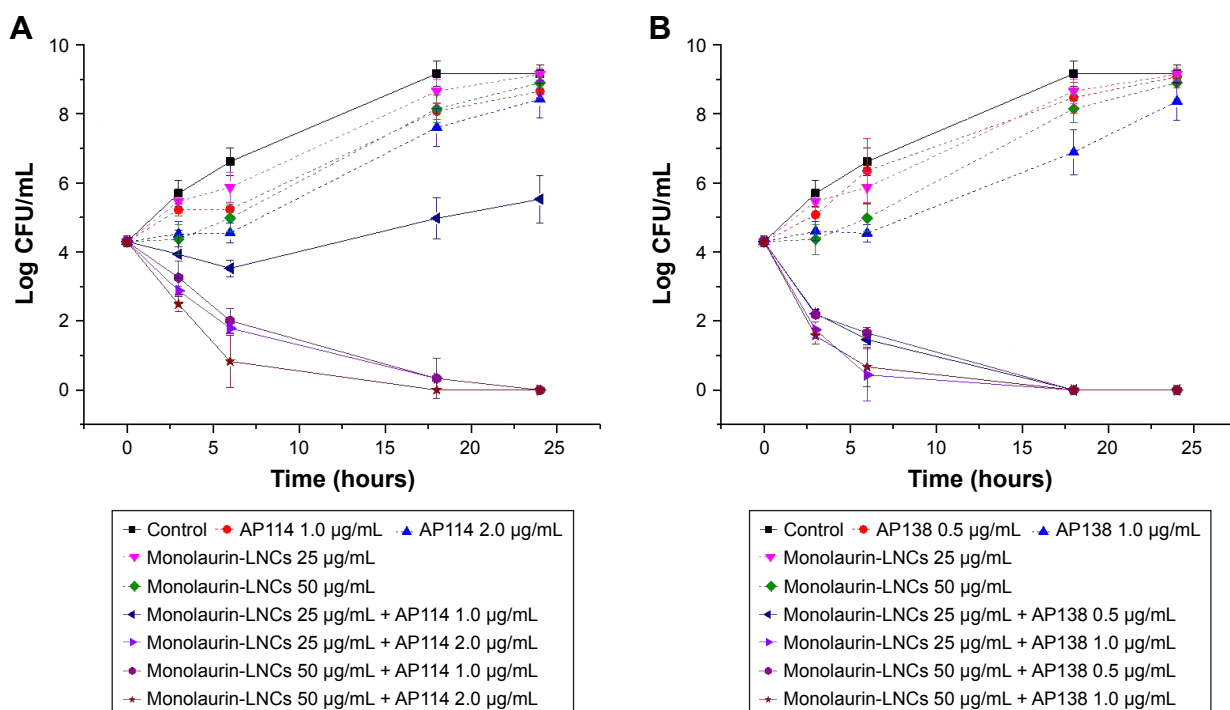 A
Log CFU/mL
10
8
6
4
2
0
0 5 10 15 20 25
Time (hours)
Control AP114 1.0 µg/mL AP114 2.0 µg/mL
Monolaurin-LNCs 25 µg/mL
Monolaurin-LNCs 50 µg/mL
Monolaurin-LNCs 25 µg/mL + AP114 1.0 µg/mL
Monolaurin-LNCs 25 µg/mL + AP114 2.0 µg/mL
Monolaurin-LNCs 50 µg/mL + AP114 1.0 µg/mL
Monolaurin-LNCs 50 µg/mL + AP114 2.0 µg/mL
B
Log CFU/mL
10
8
6
4
2
0
0 5 10 15 20 25
Time (hours)
Control AP138 0.5 µg/mL AP138 1.0 µg/mL
Monolaurin-LNCs 25 µg/mL
Monolaurin-LNCs 50 µg/mL
Monolaurin-LNCs 25 µg/mL + AP138 0.5 µg/mL
Monolaurin-LNCs 25 µg/mL + AP138 1.0 µg/mL
Monolaurin-LNCs 50 µg/mL + AP138 0.5 µg/mL
Monolaurin-LNCs 50 µg/mL + AP138 1.0 µg/mL